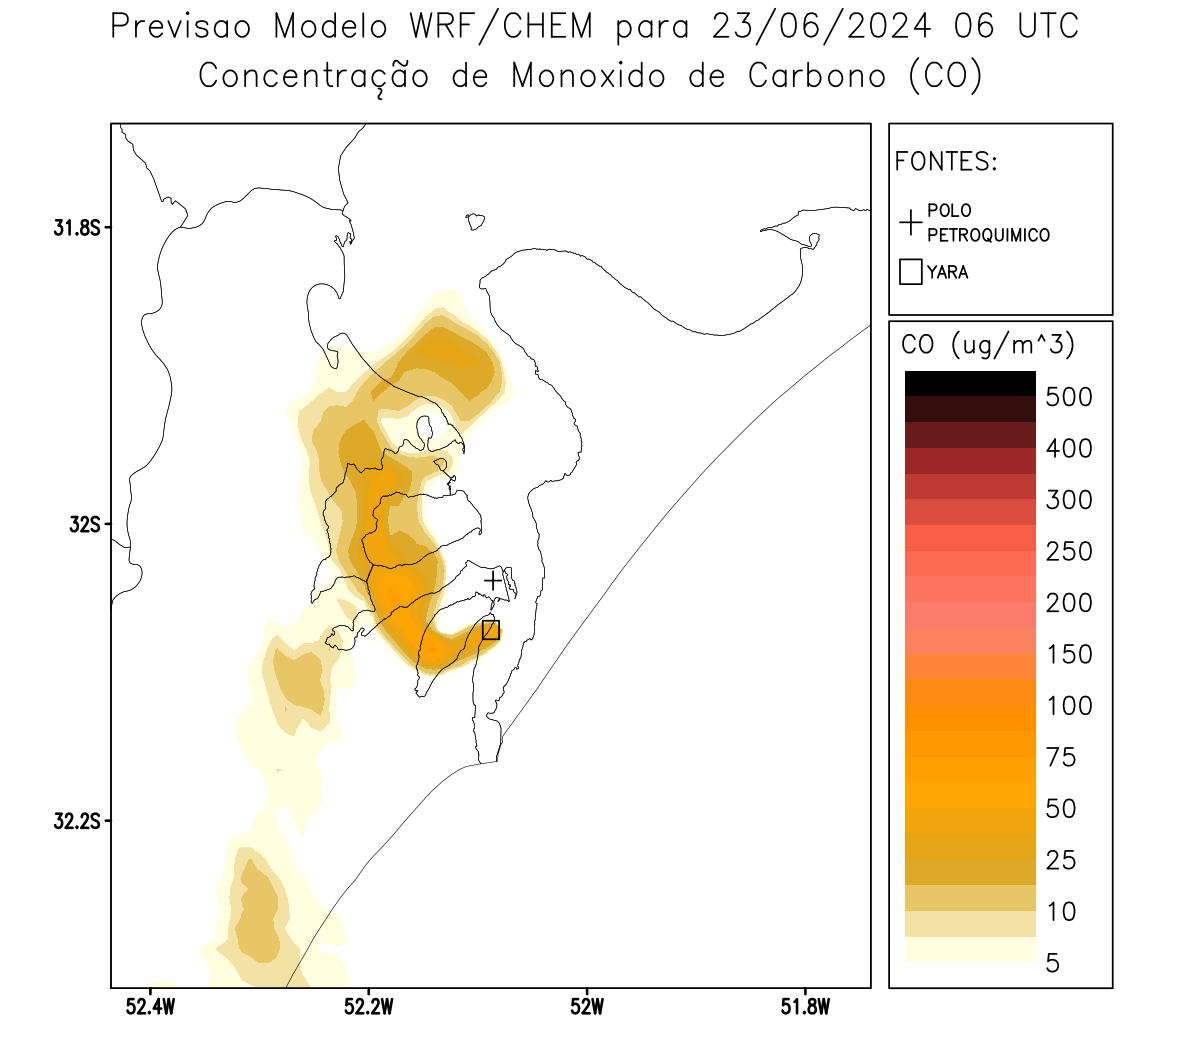 Previsao Modelo WRF/CHEM para 23/06/2024 06 UTC
Concentração de Monoxido de Carbono (CO)
FONTES:
POLO
PETROQUIMICO
YARA
31.8S
32S
32.2S
52.4W
52.2W
52W
51.8W
CO (ug/m^3)
500
400
300
250
200
150
100
75
50
25
10
5